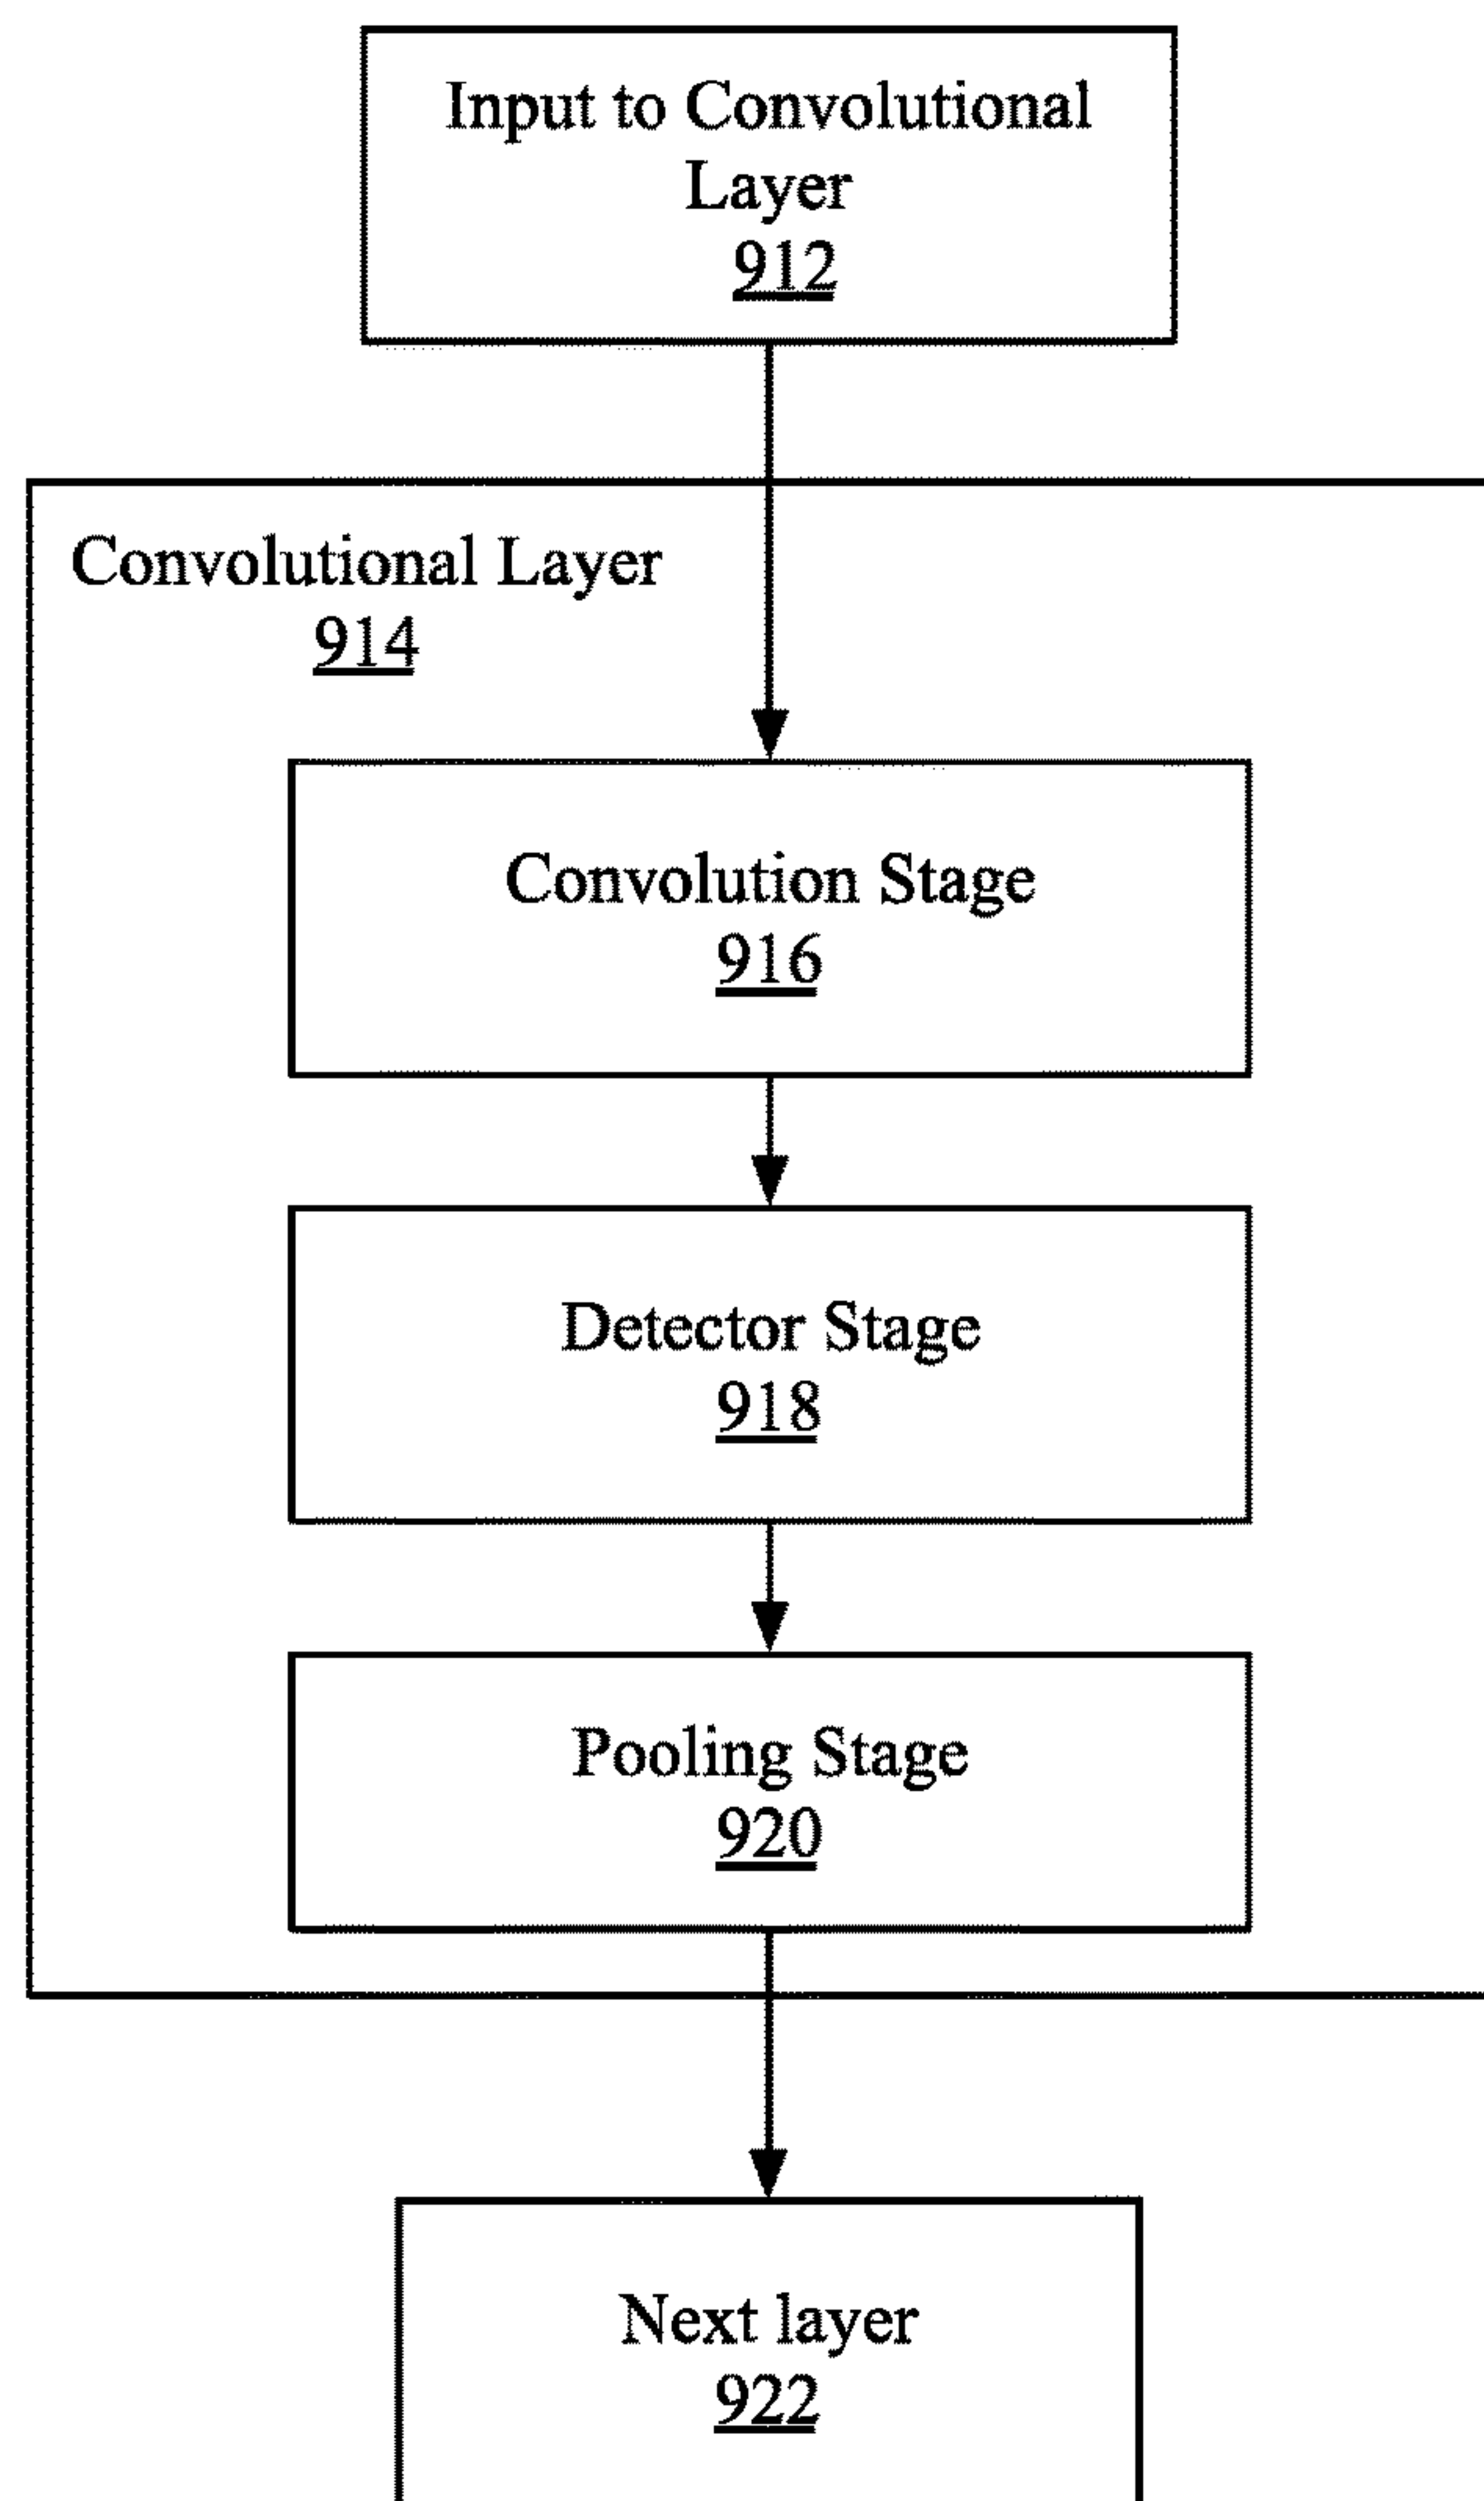 Input to Convolutional
Layer
912
Convolutional Layer
914
Convolution Stage
916
Detector Stage
918
Pooling Stage
920
Next layer
922